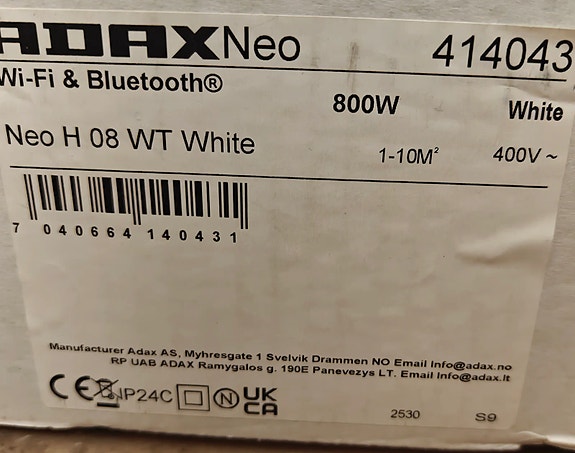 ADAX Neo 414043
Wi-Fi & Bluetooth®
800W White
Neo H 08 WT White
1-10M² 400V ~
7 040664 140431
Manufacturer Adax AS, Myhresgate 1 Svelvik Drammen NO Email Info@adax.no
RP UAB ADAX Ramygalos g. 190E Panevezys LT. Email Info@adax.lt
CE IP24C N UK
CA
2530 S9